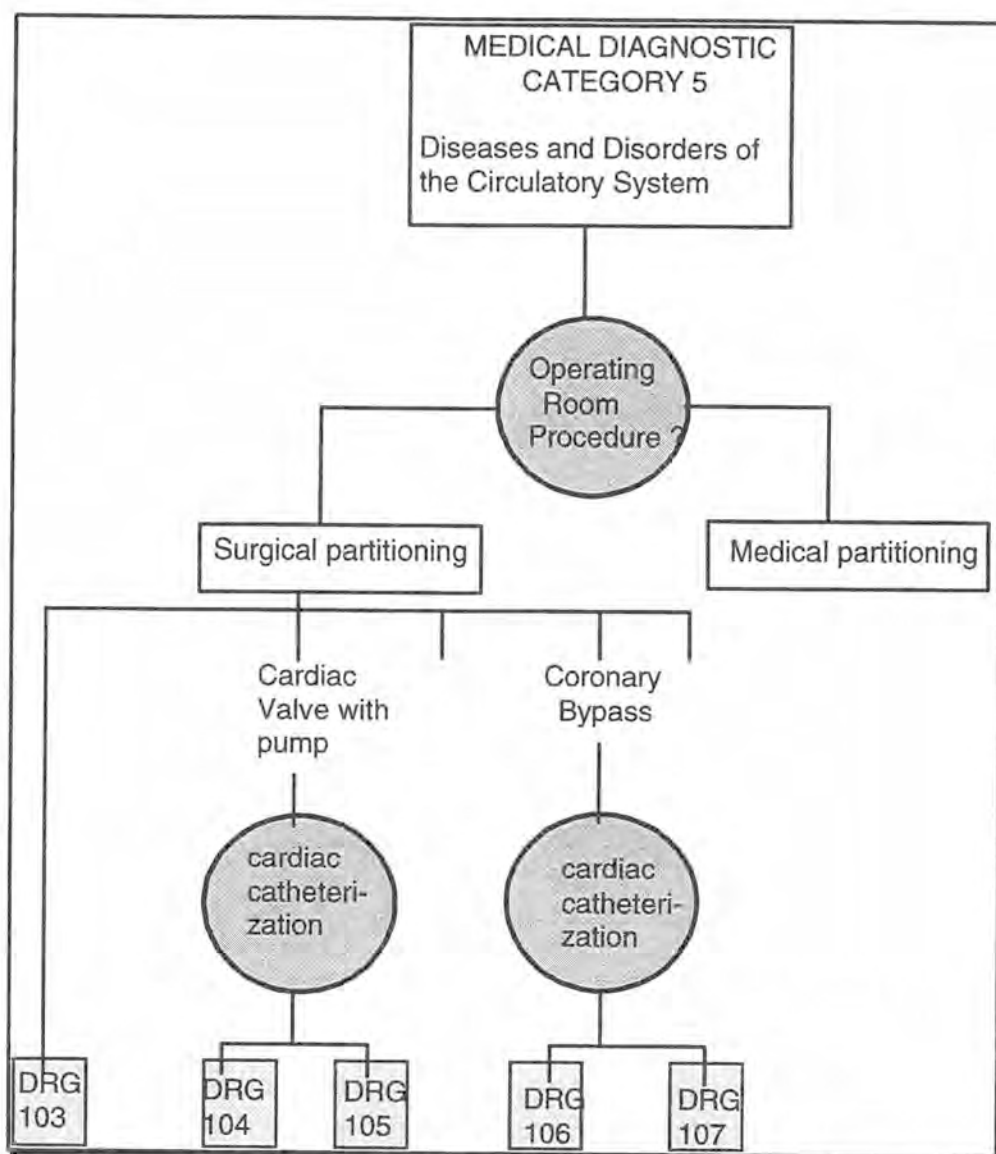 MEDICAL DIAGNOSTIC
CATEGORY 5
Diseases and Disorders of
the Circulatory System
Operating
Room
Procedure ?
Surgical partitioning
Medical partitioning
Cardiac
Valve with
pump
Coronary
Bypass
cardiac
catheteri-
zation
cardiac
catheteri-
zation
DRG
103
DRG
104
DRG
105
DRG
106
DRG
107